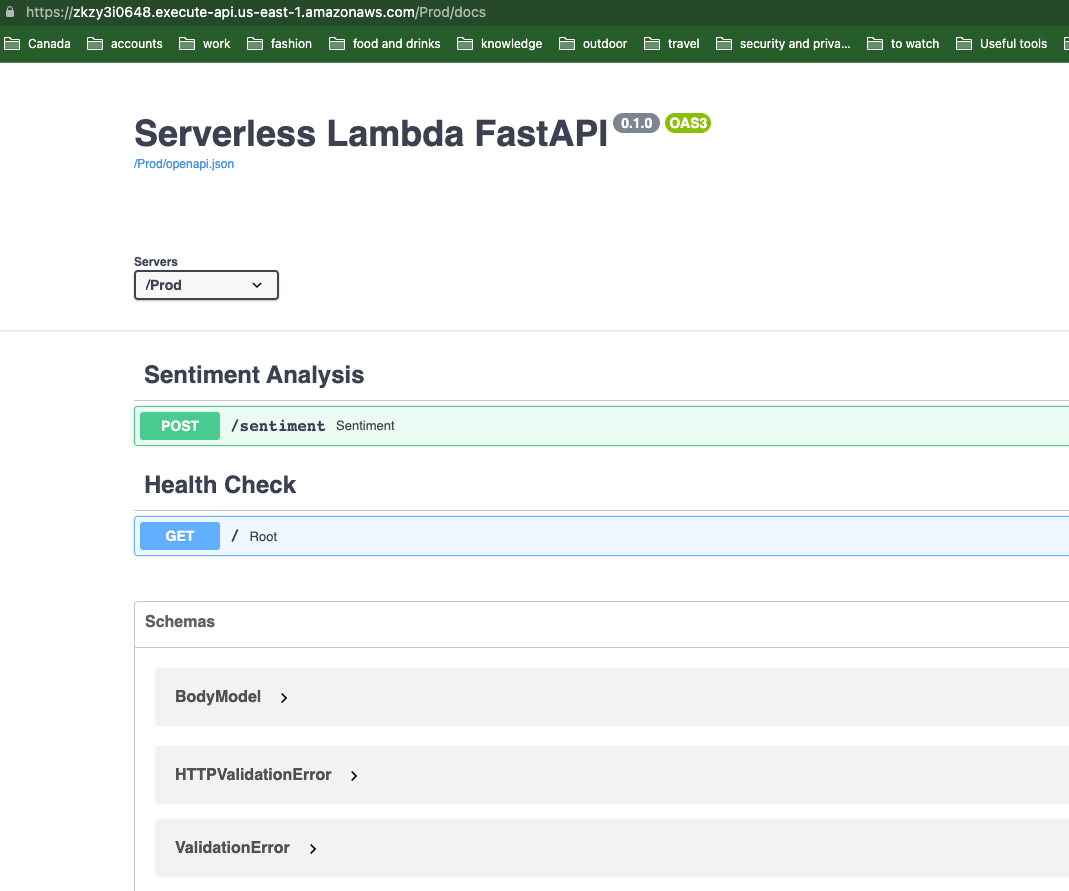 https://zkzy3i0648.execute-api.us-east-1.amazonaws.com/Prod/docs
Canada accounts work fashion food and drinks knowledge outdoor travel security and priva... to watch Useful tools
Serverless Lambda FastAPI 0.1.0 OAS3
/Prod/openapi.json
Servers
/Prod
Sentiment Analysis
POST /sentiment Sentiment
Health Check
GET / Root
Schemas
BodyModel
HTTPValidationError
ValidationError